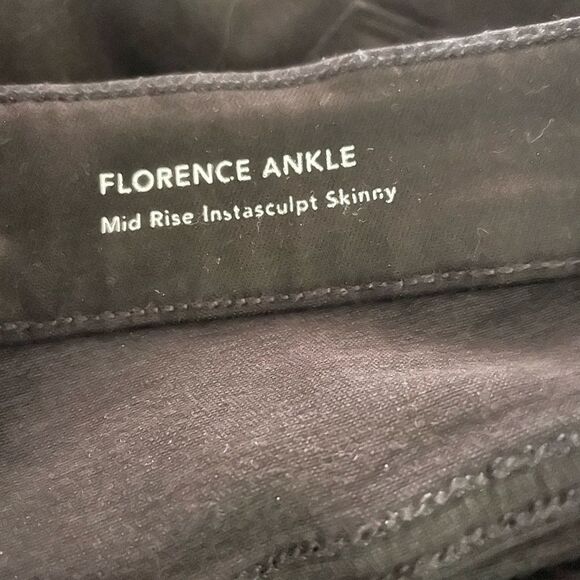 FLORENCE ANKLE
Mid Rise Instasculpt Skinny